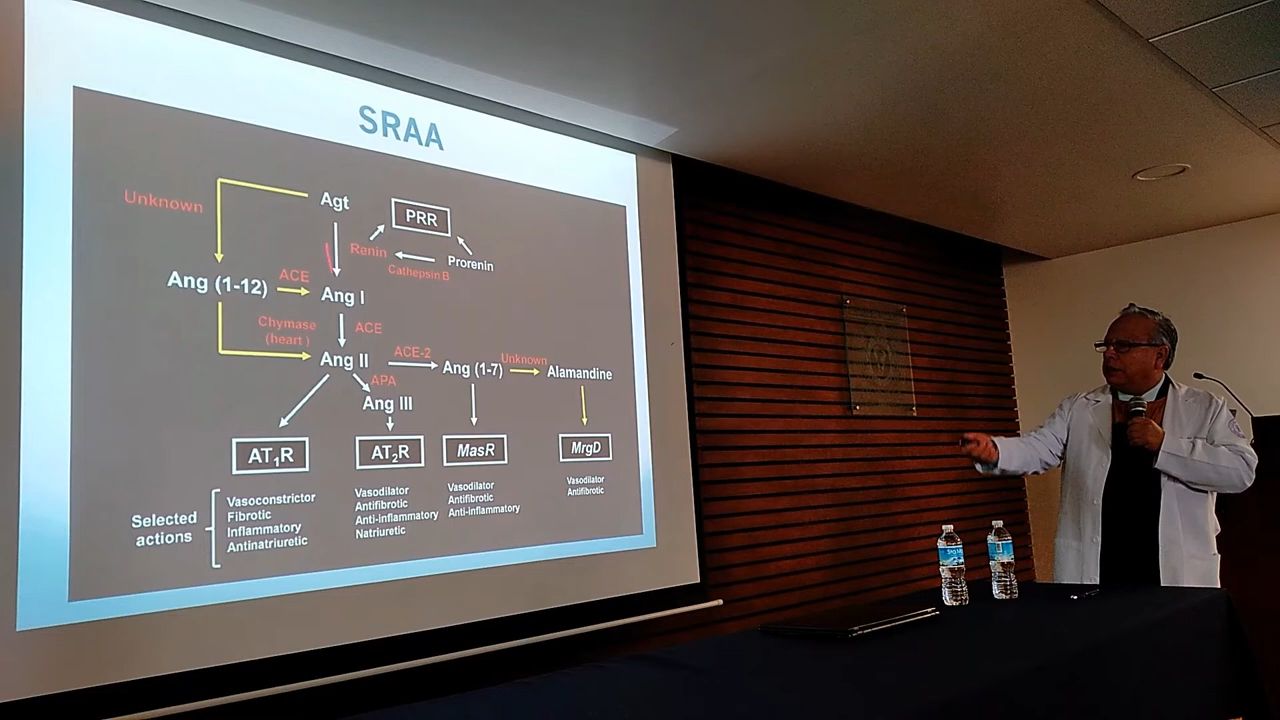 SRAA
Unknown
Agt
PRR
Renin
Cathepsin B
Prorenin
Ang (1-12)
ACE
Ang I
Chymase
(heart )
ACE
Ang II
ACE-2
Ang (1-7)
Unknown
Alamandine
APA
Ang III
AT1R
AT2R
MasR
MrgD
Selected
actions
Vasoconstrictor
Fibrotic
Inflammatory
Antinatriuretic
Vasodilator
Antifibrotic
Anti-inflammatory
Natriuretic
Vasodilator
Antifibrotic
Anti-inflammatory
Vasodilator
Antifibrotic